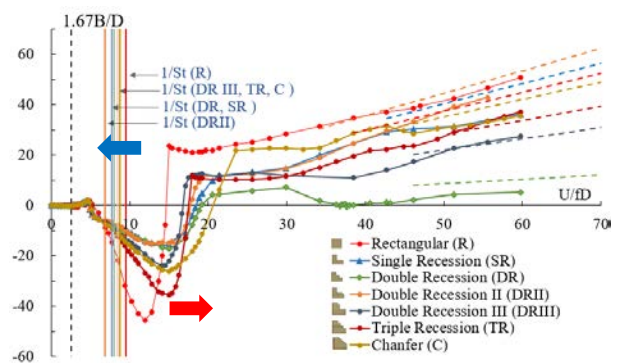 1.67B/D
60
1/St (R)
1/St (DR III, TR, C )
40
1/St (DR, SR )
1/St (DRII)
20
U/fD
0
0 10 20 30 40 50 60 70
Rectangular (R)
-20
Single Recession (SR)
Double Recession (DR)
Double Recession II (DRII)
-40
Double Recession III (DRIII)
Triple Recession (TR)
Chanfer (C)
-60